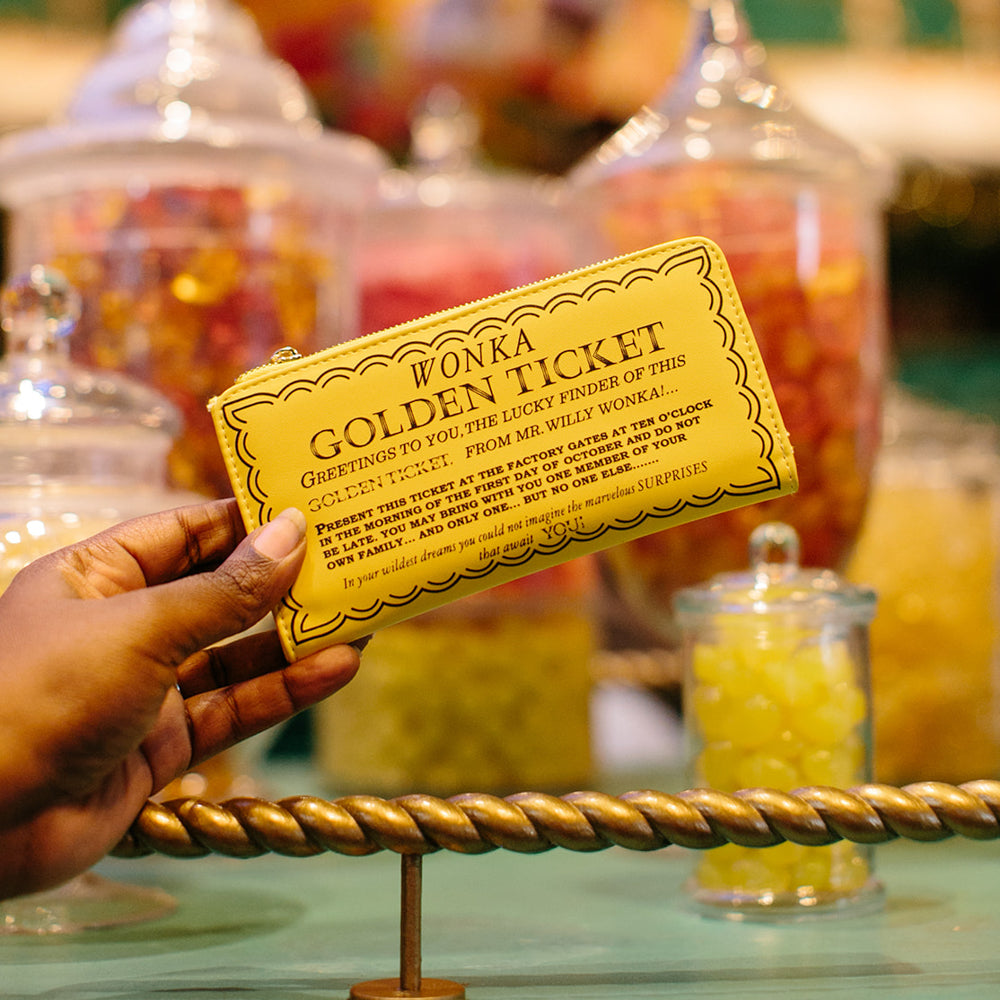 WONKA
GOLDEN TICKET
GREETINGS TO YOU, THE LUCKY FINDER OF THIS
GOLDEN TICKET, FROM MR. WILLY WONKA!...
PRESENT THIS TICKET AT THE FACTORY GATES AT TEN O'CLOCK
IN THE MORNING OF THE FIRST DAY OF OCTOBER AND DO NOT
BE LATE. YOU MAY BRING WITH YOU ONE MEMBER OF YOUR
OWN FAMILY... AND ONLY ONE... BUT NO ONE ELSE.......
In your wildest dreams you could not imagine the marvelous SURPRISES
that await YOU!